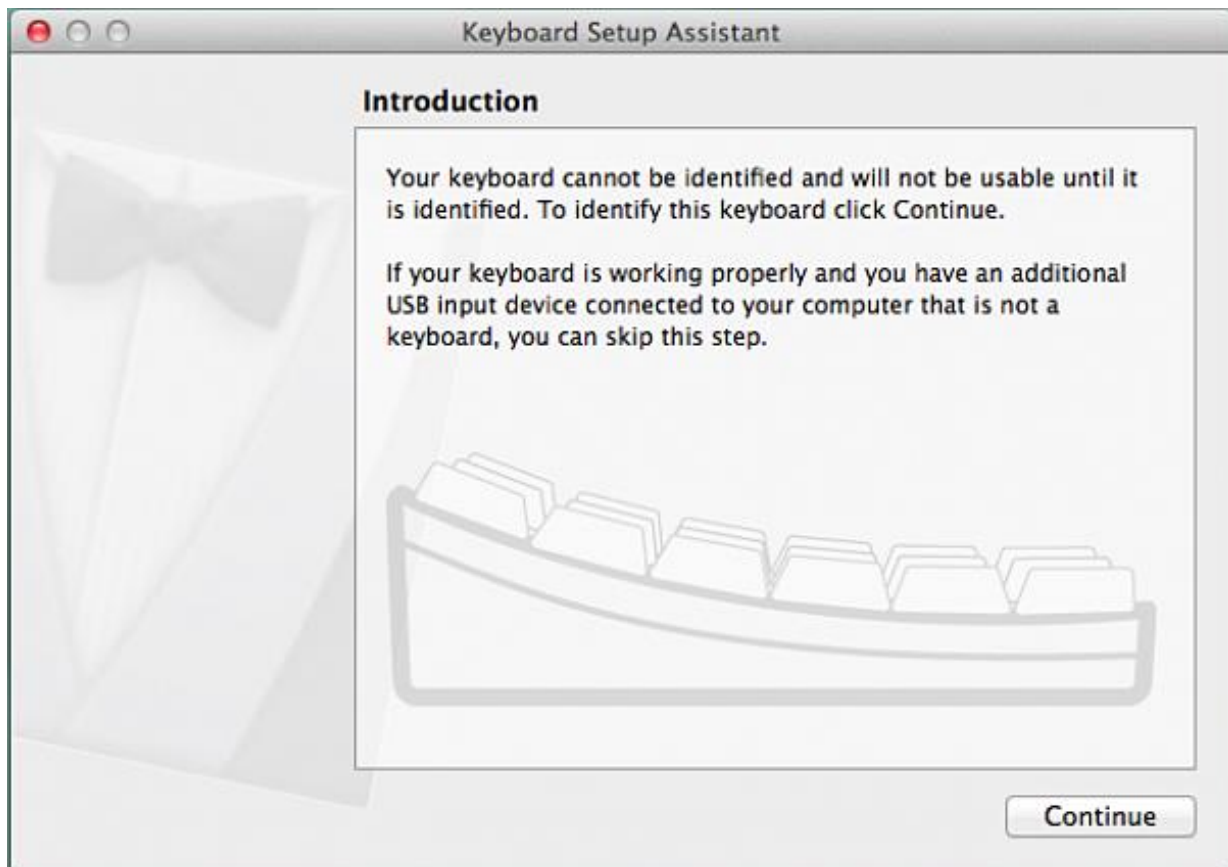 Keyboard Setup Assistant
Introduction
Your keyboard cannot be identified and will not be usable until it
is identified. To identify this keyboard click Continue.
If your keyboard is working properly and you have an additional
USB input device connected to your computer that is not a
keyboard, you can skip this step.
Continue